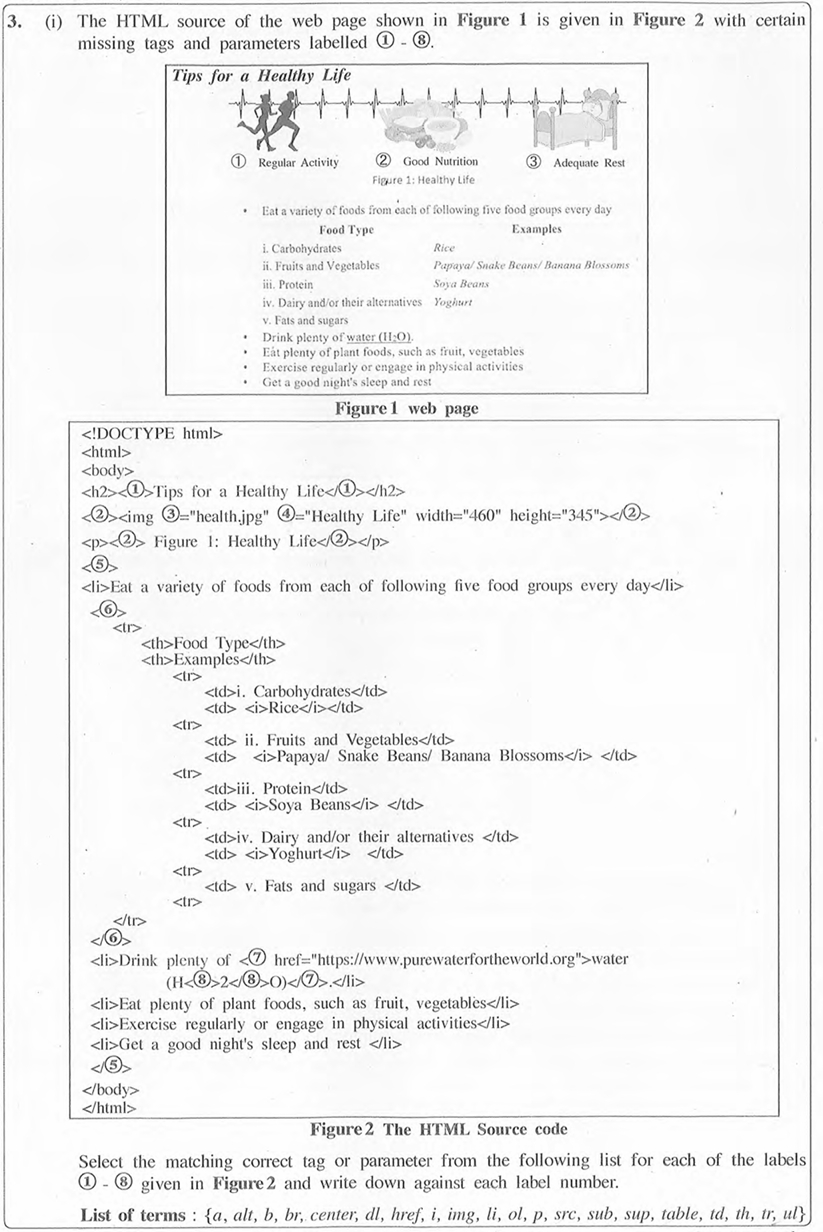 3. (i) The HTML source of the web page shown in Figure 1 is given in Figure 2 with certain
missing tags and parameters labelled ① - ⑧.
Tips for a Healthy Life
① Regular Activity ② Good Nutrition ③ Adequate Rest
Figure 1: Healthy Life
• Eat a variety of foods from each of following five food groups every day
Food Type Examples
i. Carbohydrates Rice
ii. Fruits and Vegetables Papaya/ Snake Beans/ Banana Blossoms
iii. Protein Soya Beans
iv. Dairy and/or their alternatives Yoghurt
v. Fats and sugars
• Drink plenty of water (H₂O).
• Eat plenty of plant foods, such as fruit, vegetables
• Exercise regularly or engage in physical activities
• Get a good night's sleep and rest
Figure 1 web page
<!DOCTYPE html>
<html>
<body>
<h2><①>Tips for a Healthy Life</①></h2>
<②><img ③="health.jpg" ④="Healthy Life" width="460" height="345"></②>
<p><②> Figure 1: Healthy Life</②></p>
<⑤>
<li>Eat a variety of foods from each of following five food groups every day</li>
<⑥>
<tr>
<th>Food Type</th>
<th>Examples</th>
<tr>
<td>i. Carbohydrates</td>
<td> <i>Rice</i></td>
<tr>
<td> ii. Fruits and Vegetables</td>
<td> <i>Papaya/ Snake Beans/ Banana Blossoms</i> </td>
<tr>
<td>iii. Protein</td>
<td> <i>Soya Beans</i> </td>
<tr>
<td>iv. Dairy and/or their alternatives </td>
<td> <i>Yoghurt</i> </td>
<tr>
<td> v. Fats and sugars </td>
<tr>
</tr>
</⑥>
<li>Drink plenty of <⑦ href="https://www.purewaterfortheworld.org">water
(H<⑧>2</⑧>O)</⑦>.</li>
<li>Eat plenty of plant foods, such as fruit, vegetables</li>
<li>Exercise regularly or engage in physical activities</li>
<li>Get a good night's sleep and rest </li>
</⑤>
</body>
</html>
Figure 2 The HTML Source code
Select the matching correct tag or parameter from the following list for each of the labels
① - ⑧ given in Figure 2 and write down against each label number.
List of terms : {a, alt, b, br, center, dl, href, i, img, li, ol, p, src, sub, sup, table, td, th, tr, ul}